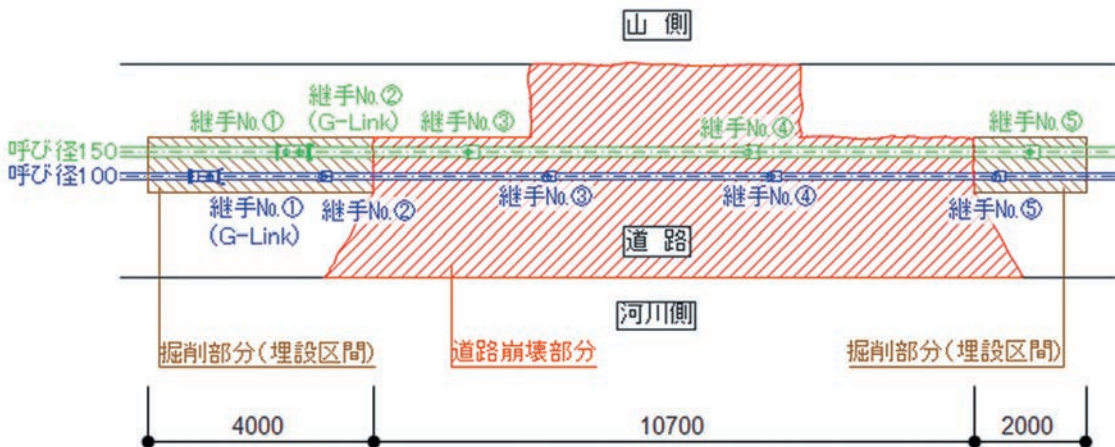 山 側
継手No.①
継手No.②
(G-Link)
継手No.③
継手No.④
継手No.⑤
呼び径150
呼び径100
継手No.①
(G-Link)
継手No.②
継手No.③
継手No.④
継手No.⑤
道 路
河川側
掘削部分(埋設区間)
道路崩壊部分
掘削部分(埋設区間)
4000
10700
2000